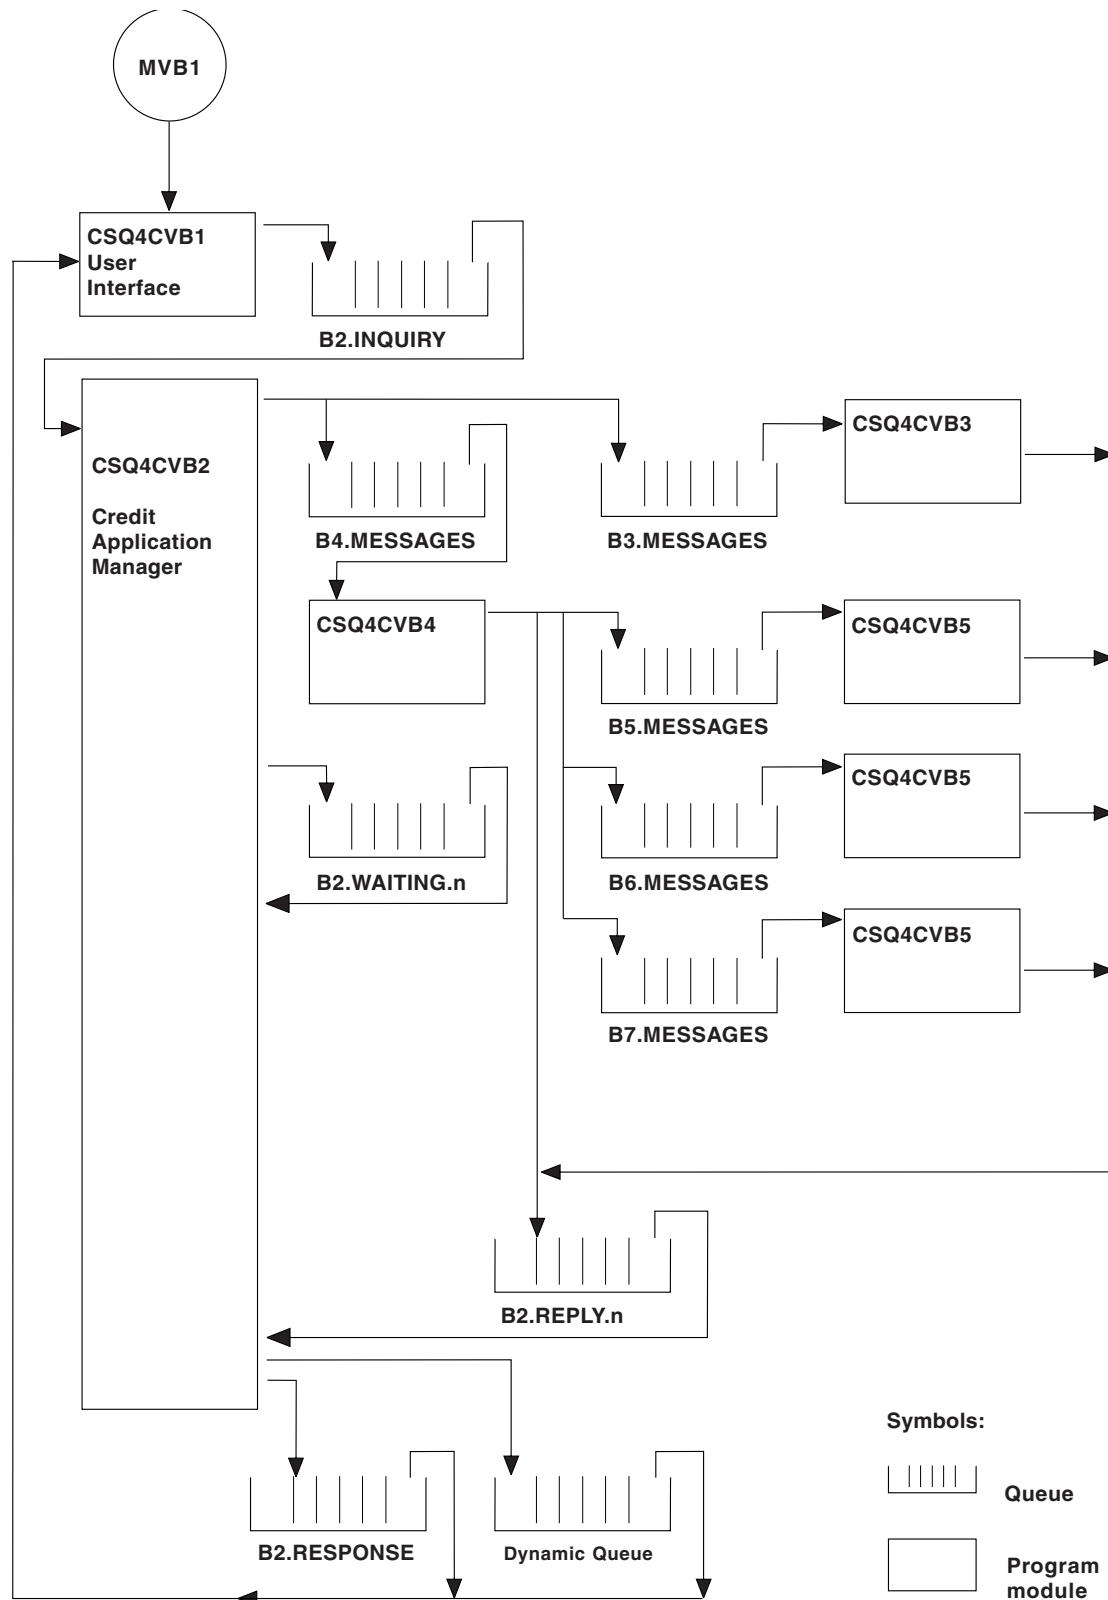 MVB1
CSQ4CVB1
User
Interface
B2.INQUIRY
CSQ4CVB2
Credit
Application
Manager
CSQ4CVB3
B4.MESSAGES
B3.MESSAGES
CSQ4CVB4
CSQ4CVB5
B5.MESSAGES
CSQ4CVB5
B2.WAITING.n
B6.MESSAGES
CSQ4CVB5
B7.MESSAGES
B2.REPLY.n
Symbols:
Queue
B2.RESPONSE
Dynamic Queue
Program
module